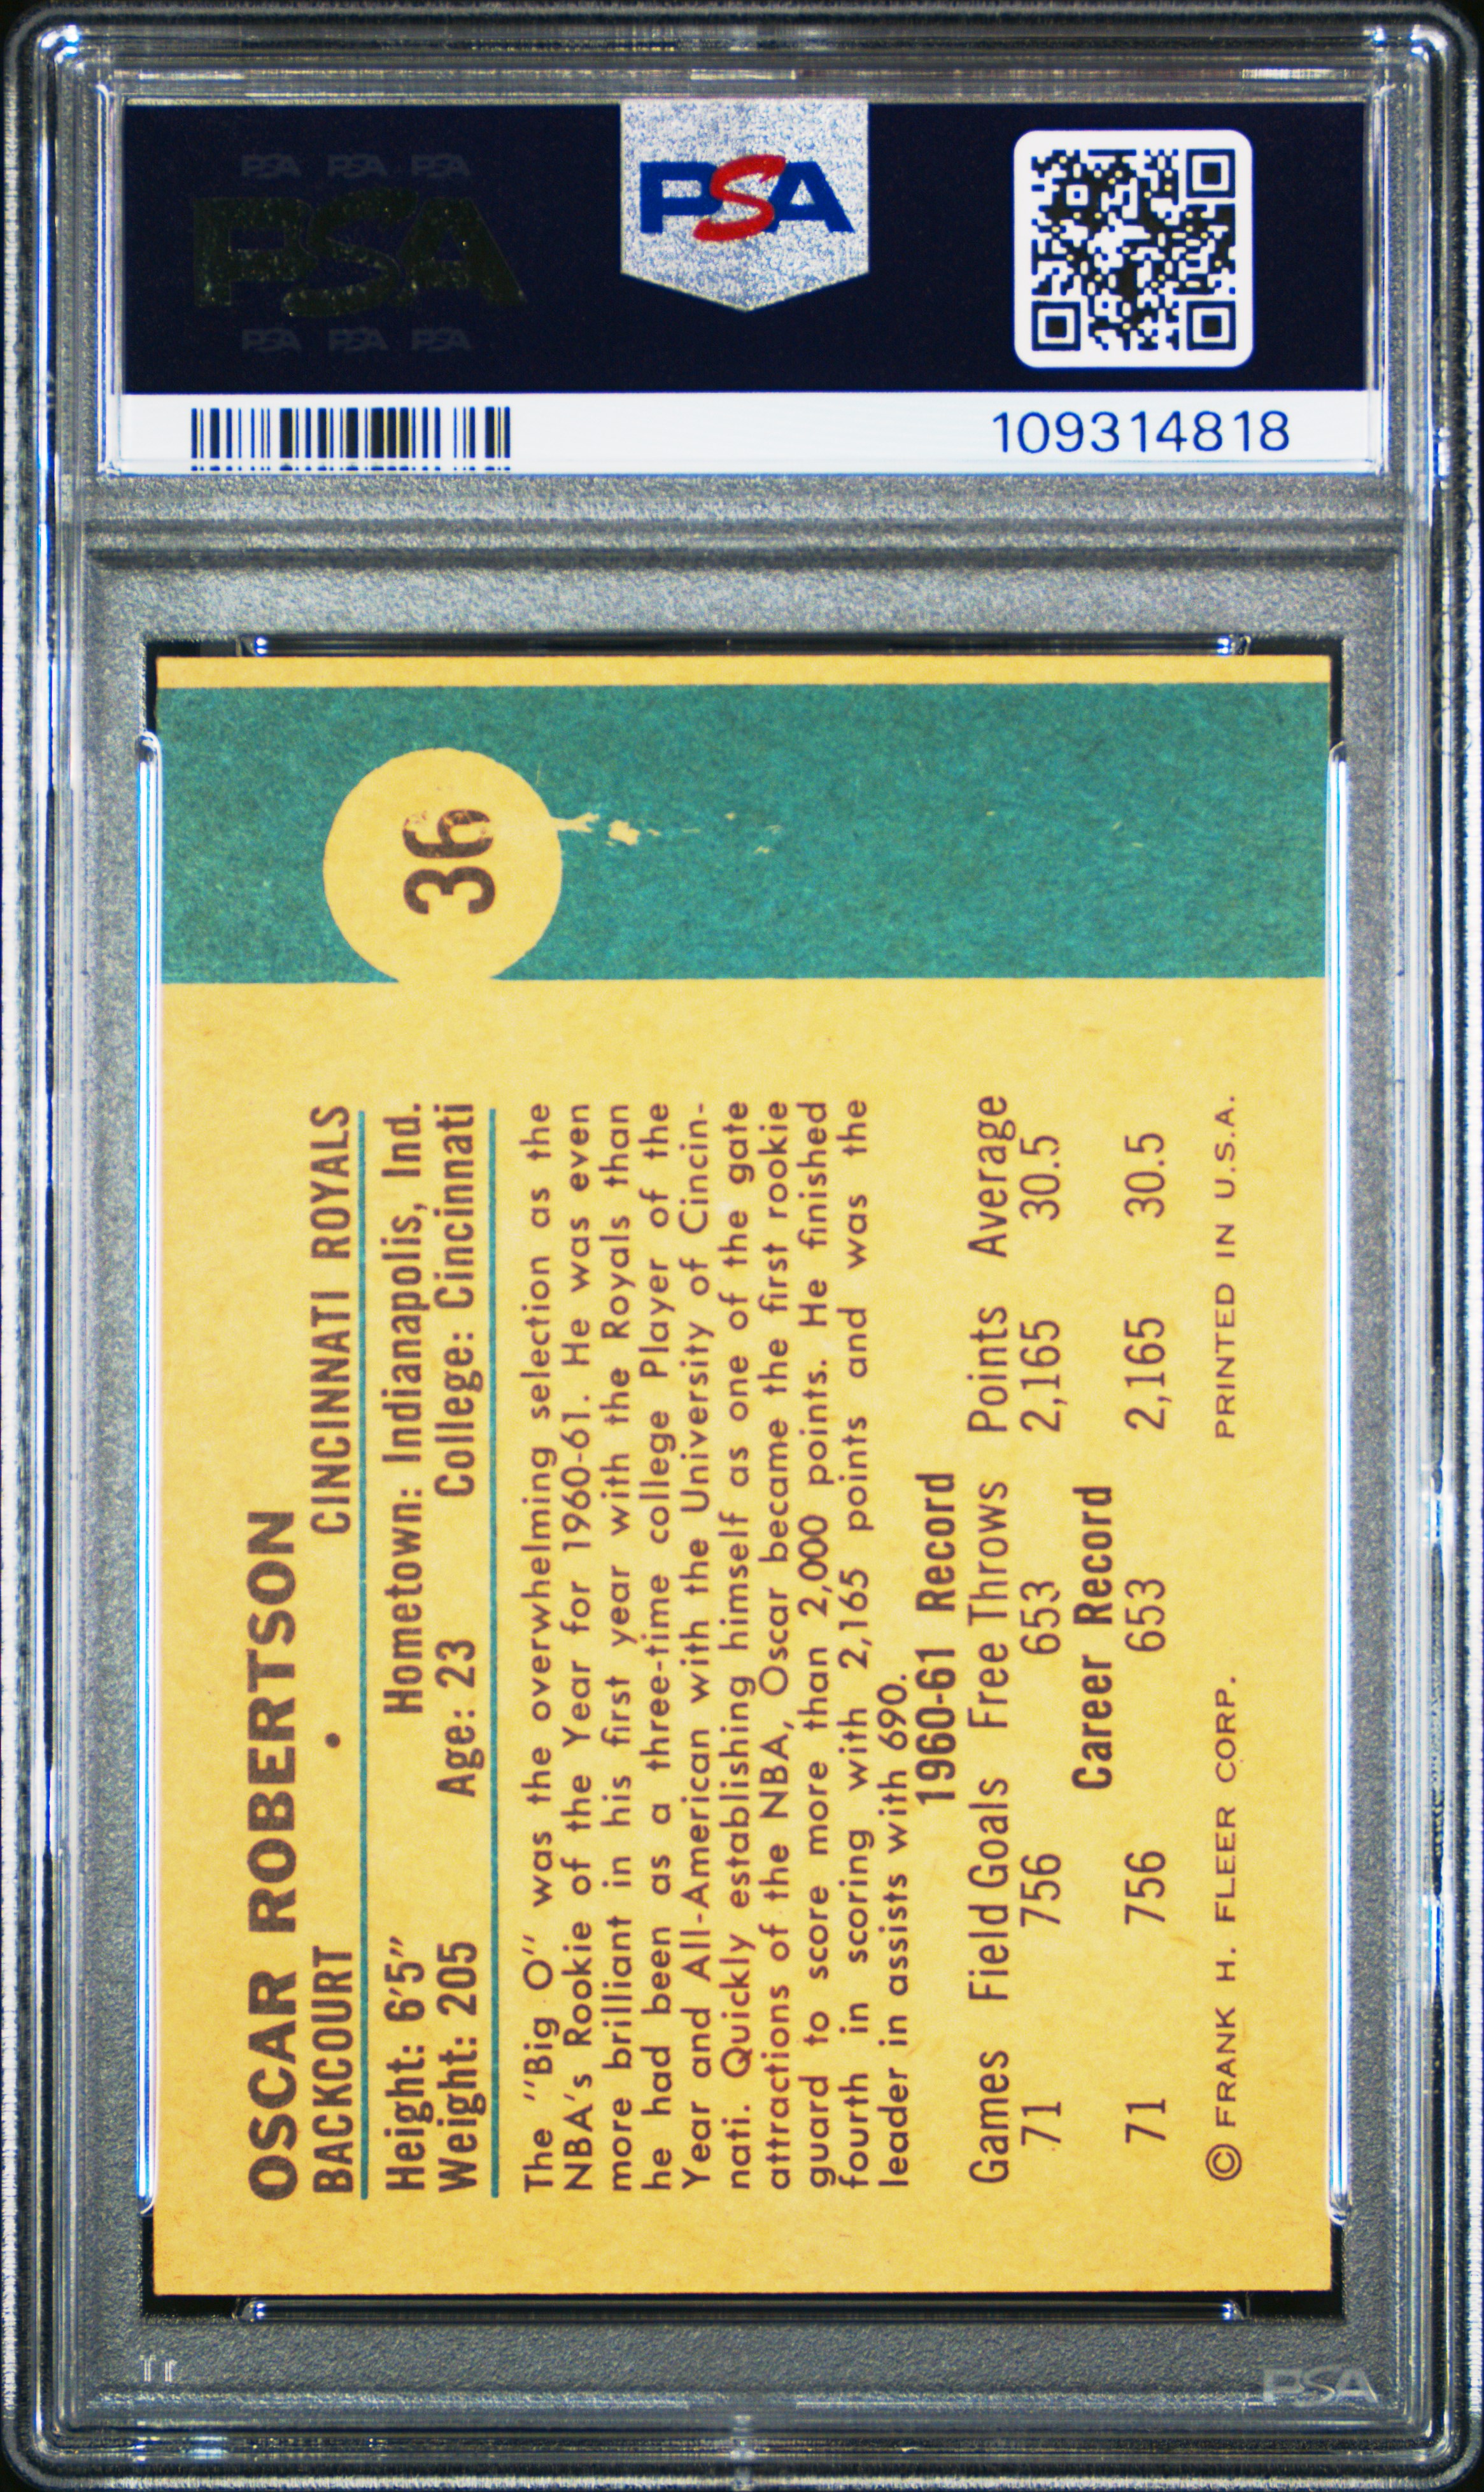 PSA PSA PSA
PSA
PSA PSA PSA
PSA
109314818
36
OSCAR ROBERTSON
BACKCOURT • CINCINNATI ROYALS
Height: 6'5" Hometown: Indianapolis, Ind.
Weight: 205 Age: 23 College: Cincinnati
The "Big O" was the overwhelming selection as the
NBA's Rookie of the Year for 1960-61. He was even
more brilliant in his first year with the Royals than
he had been as a three-time college Player of the
Year and All-American with the University of Cincin-
nati. Quickly establishing himself as one of the gate
attractions of the NBA, Oscar became the first rookie
guard to score more than 2,000 points. He finished
fourth in scoring with 2,165 points and was the
leader in assists with 690.
1960-61 Record
Games Field Goals Free Throws Points Average
71 756 653 2,165 30.5
Career Record
71 756 653 2,165 30.5
© FRANK H. FLEER CORP. PRINTED IN U.S.A.
PSA